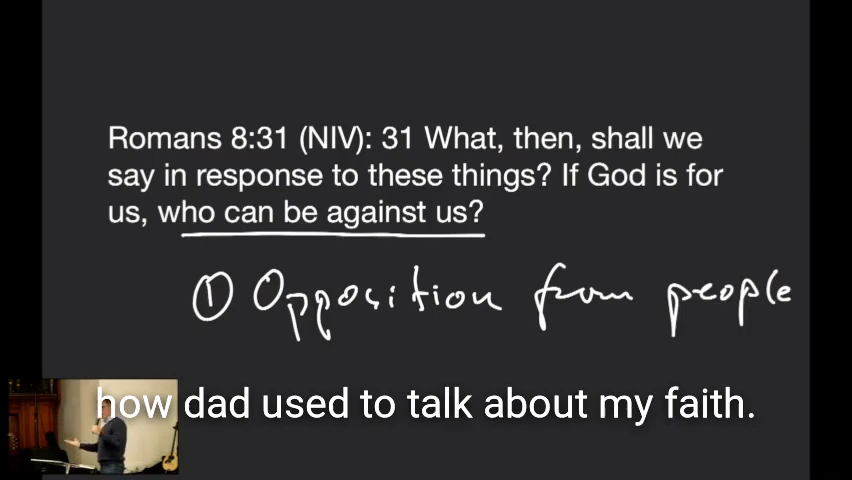 Romans 8:31 (NIV): 31 What, then, shall we
say in response to these things? If God is for
us, who can be against us?
① Opposition from people
how dad used to talk about my faith.